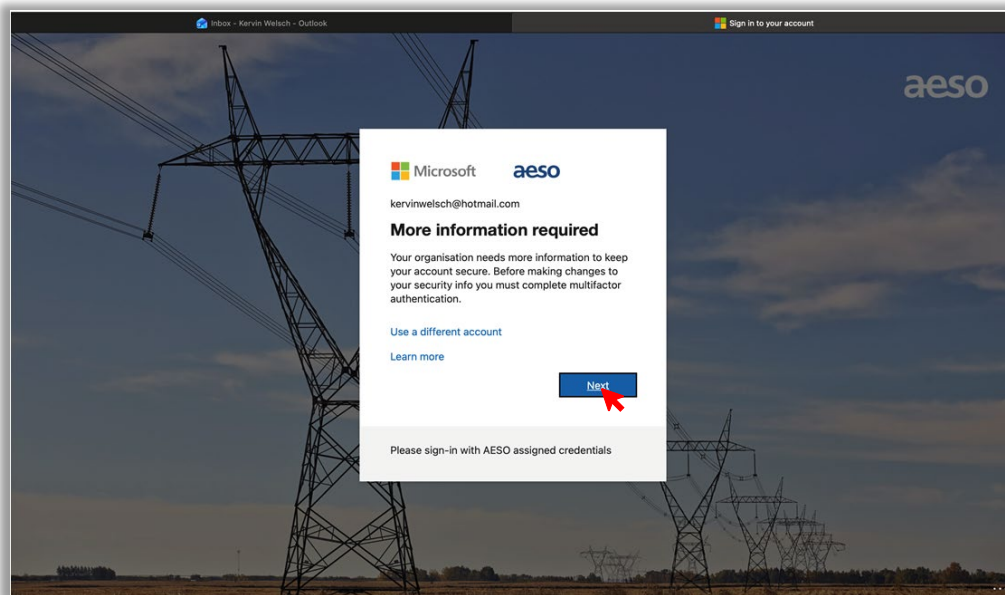 Inbox - Kervin Welsch - Outlook
Sign in to your account
aeso
Microsoft aeso
kervinwelsch@hotmail.com
More information required
Your organisation needs more information to keep
your account secure. Before making changes to
your security info you must complete multifactor
authentication.
Use a different account
Learn more
Next
Please sign-in with AESO assigned credentials